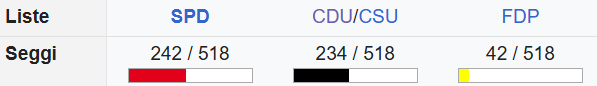 Liste SPD CDU/CSU FDP
Seggi 242 / 518 234 / 518 42 / 518